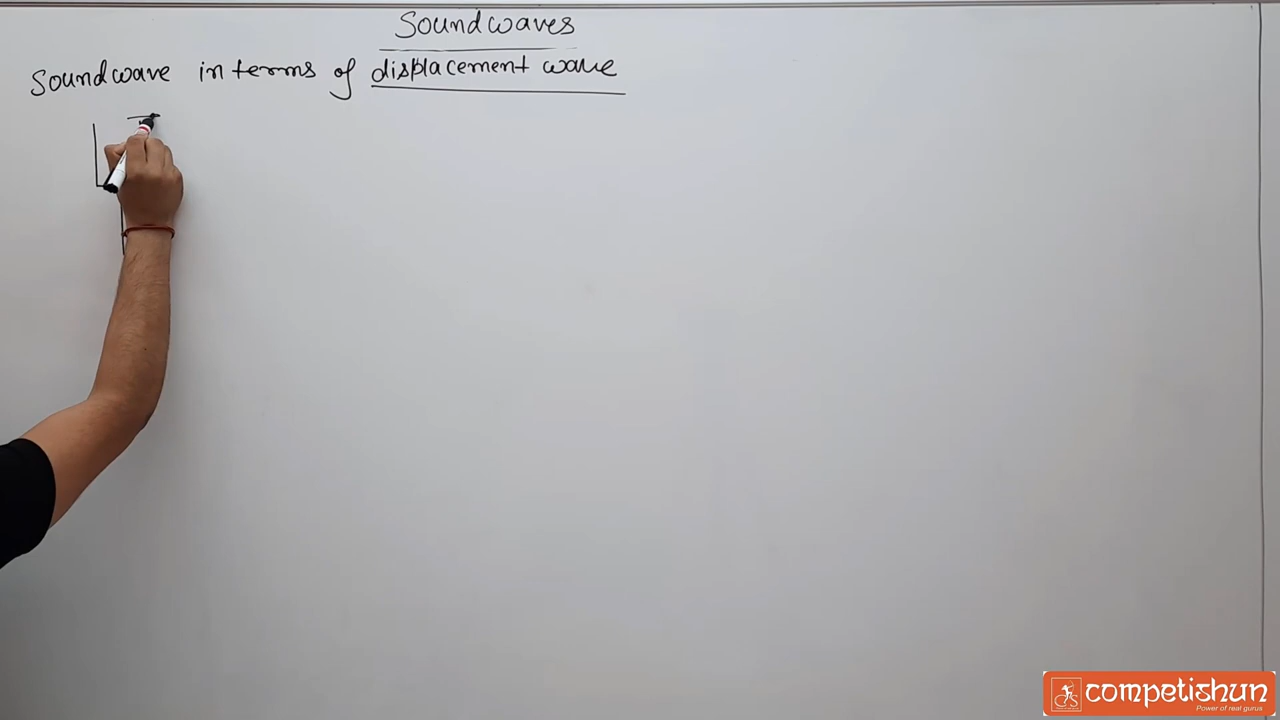 Soundwaves
Soundwave in terms of displacement wave
competishun
Power of real gurus